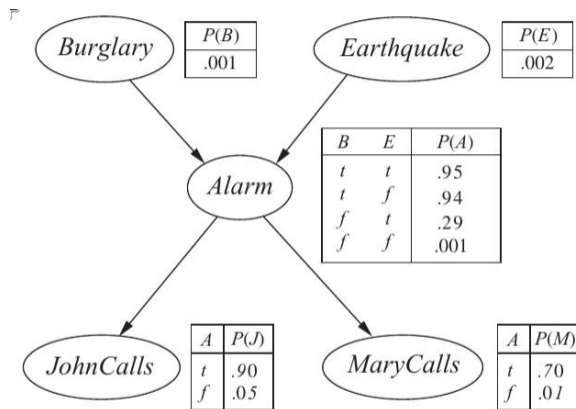 Burglary
P(B)
.001
Earthquake
P(E)
.002
Alarm
B E P(A)
t t .95
t f .94
f t .29
f f .001
JohnCalls
A P(J)
t .90
f .05
MaryCalls
A P(M)
t .70
f .01